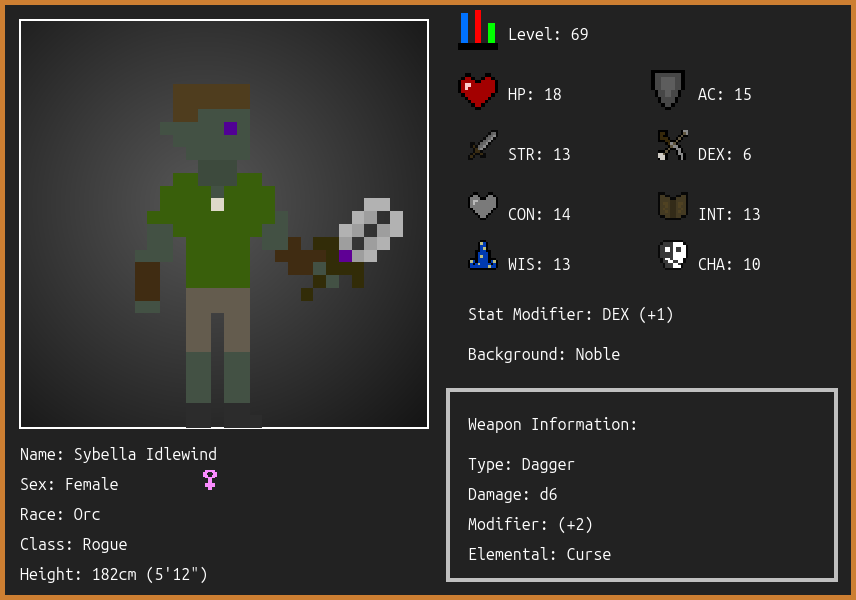 Level: 69
HP: 18
AC: 15
STR: 13
DEX: 6
CON: 14
INT: 13
WIS: 13
CHA: 10
Stat Modifier: DEX (+1)
Background: Noble
Weapon Information:
Type: Dagger
Damage: d6
Modifier: (+2)
Elemental: Curse
Name: Sybella Idlewind
Sex: Female
Race: Orc
Class: Rogue
Height: 182cm (5'12")